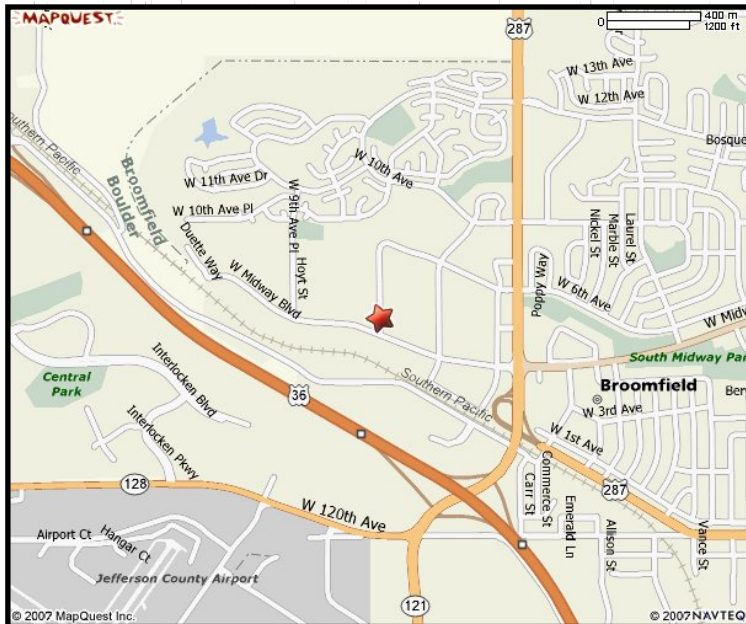 MAPQUEST
400 m
0
1200 ft
287
W 13th Ave
W 12th Ave
Southern Pacific
Broomfield
Boulder
W 10th Ave
W 11th Ave Dr
W 9th Ave Pl
W 10th Ave Pl
Duette Way
Hoyt St
W Midway Blvd
Nickel St
Marble St
Laurel St
Poppy Way
W 6th Ave
South Midway Par
Southern Pacific
Central
Park
Interlocken Blvd
Interlocken Pkwy
36
Broomfield
W 3rd Ave
W 1st Ave
287
128
W 120th Ave
Commerce St
Carr St
Emerald Ln
Allison St
Vance St
Airport Ct
Hangar Ct
Jefferson County Airport
121
© 2007 MapQuest Inc.
© 2007 NAVTEQ